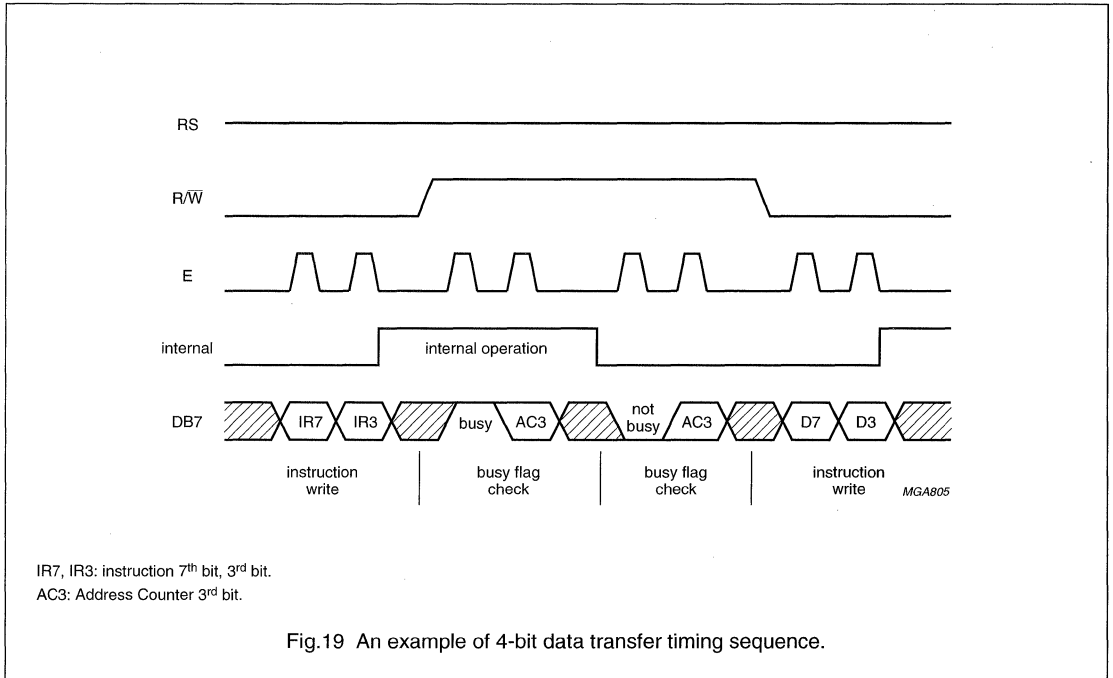 RS
R/W̅
E
internal
internal operation
DB7
IR7
IR3
busy
AC3
not
busy
AC3
D7
D3
instruction
write
busy flag
check
busy flag
check
instruction
write
MGA805
IR7, IR3: instruction 7th bit, 3rd bit.
AC3: Address Counter 3rd bit.
Fig.19 An example of 4-bit data transfer timing sequence.